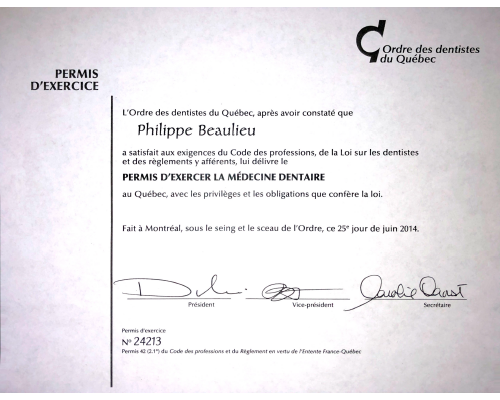 Ordre des dentistes
du Québec
PERMIS
D'EXERCICE
L'Ordre des dentistes du Québec, après avoir constaté que
Philippe Beaulieu
a satisfait aux exigences du Code des professions, de la Loi sur les dentistes
et des règlements y afférents, lui délivre le
PERMIS D'EXERCER LA MÉDECINE DENTAIRE
au Québec, avec les privilèges et les obligations que confère la loi.
Fait à Montréal, sous le seing et le sceau de l'Ordre, ce 25e jour de juin 2014.
Président
Vice-président
Secrétaire
Permis d'exercice
No 24213
Permis 42 (2.1°) du Code des professions et du Règlement en vertu de l'Entente France-Québec